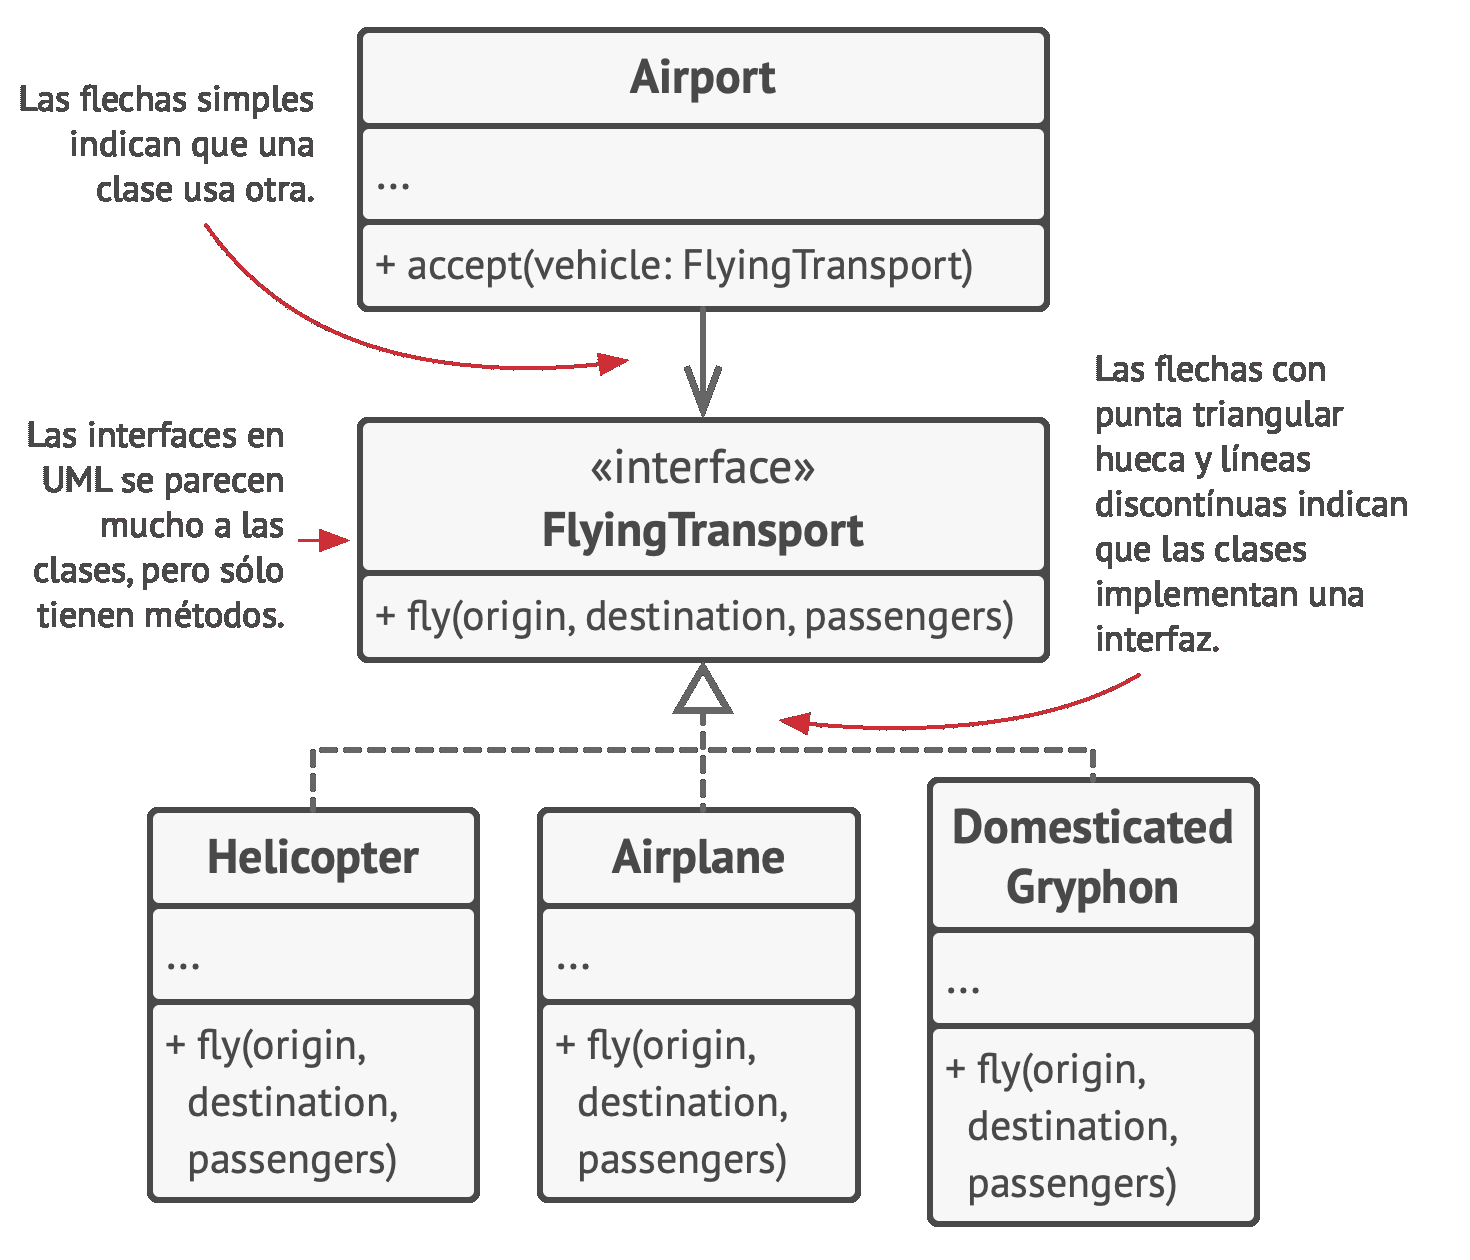 Airport
...
+ accept(vehicle: FlyingTransport)
Las flechas simples
indican que una
clase usa otra.
«interface»
FlyingTransport
+ fly(origin, destination, passengers)
Las interfaces en
UML se parecen
mucho a las
clases, pero sólo
tienen métodos.
Las flechas con
punta triangular
hueca y líneas
discontínuas indican
que las clases
implementan una
interfaz.
Helicopter
...
+ fly(origin,
destination,
passengers)
Airplane
...
+ fly(origin,
destination,
passengers)
Domesticated
Gryphon
...
+ fly(origin,
destination,
passengers)